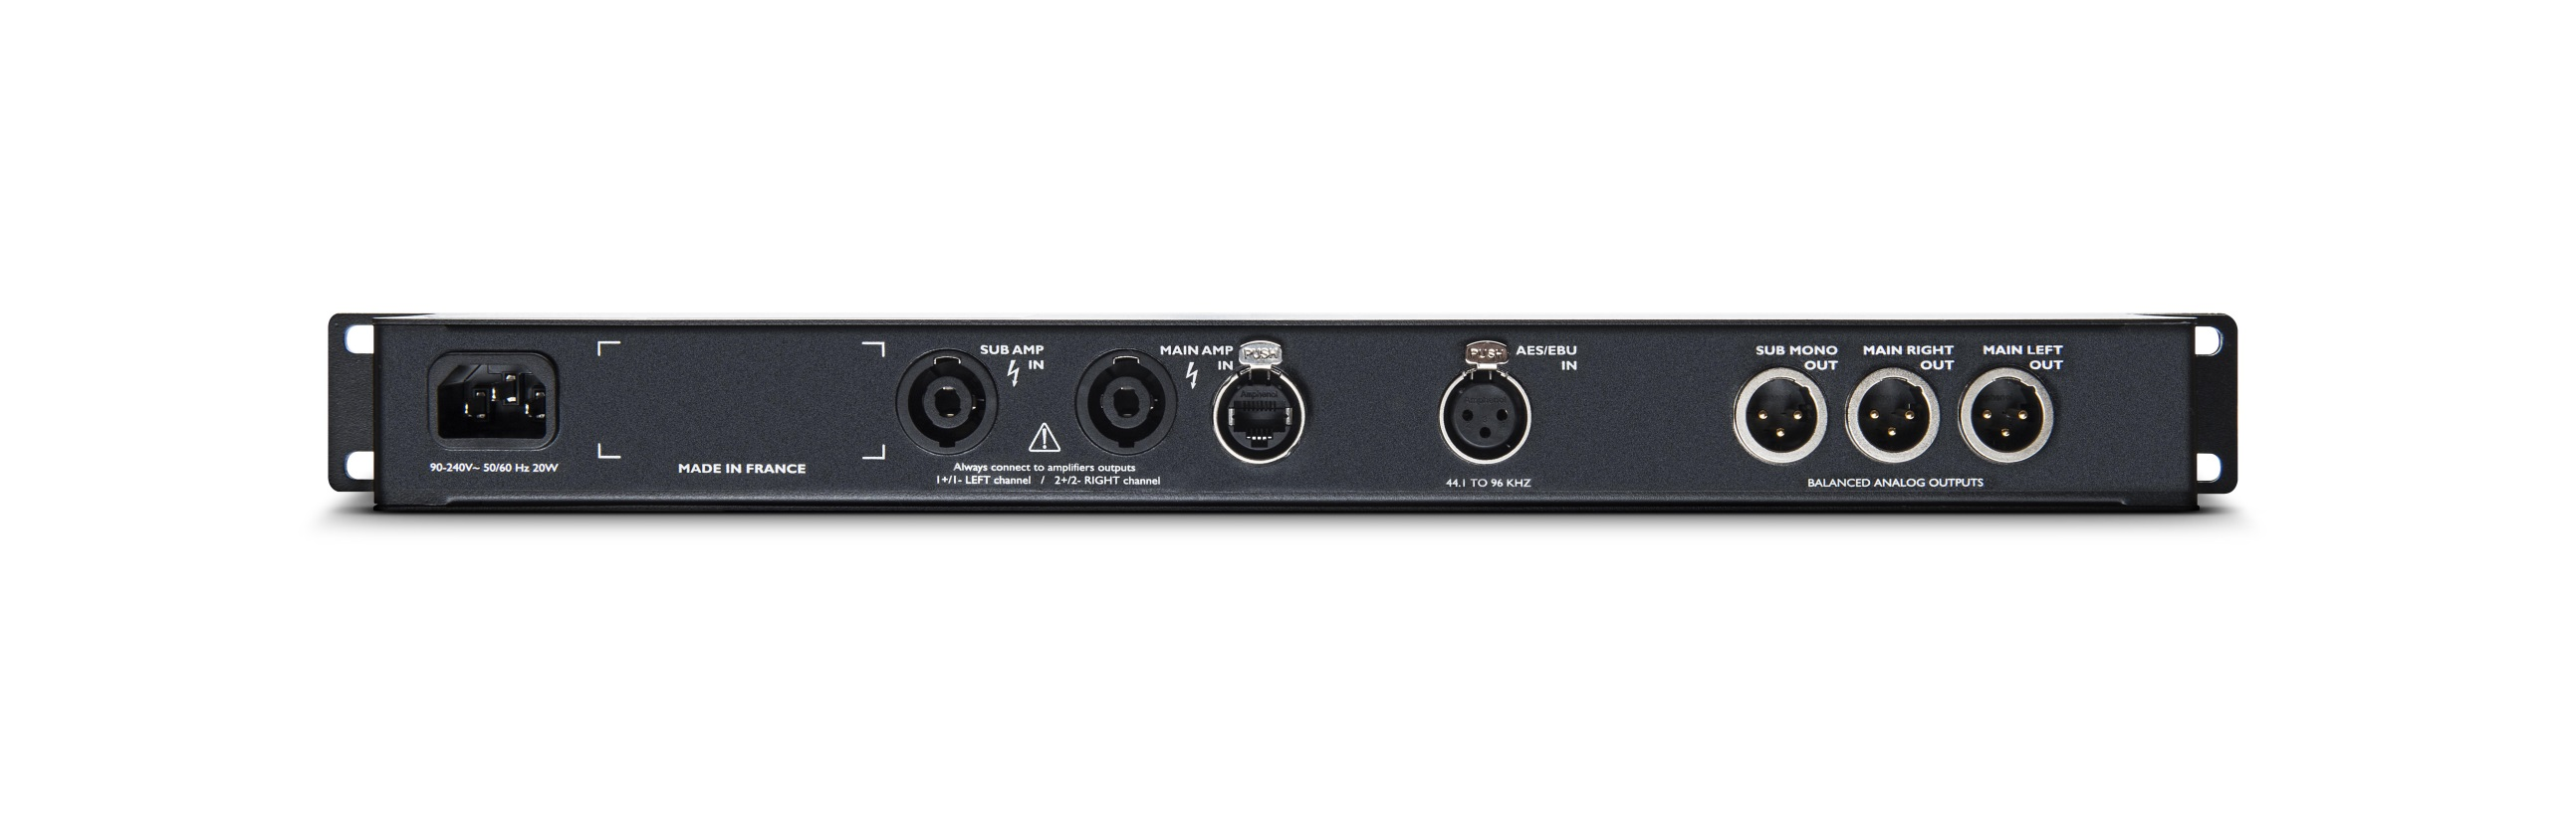 90-240V~ 50/60 Hz 20W
MADE IN FRANCE
SUB AMP
IN
MAIN AMP
IN
Always connect to amplifiers outputs
1+/1- LEFT channel / 2+/2- RIGHT channel
PUSH
Amphenol
PUSH
AES/EBU
IN
44.1 TO 96 KHZ
SUB MONO
OUT
MAIN RIGHT
OUT
MAIN LEFT
OUT
BALANCED ANALOG OUTPUTS